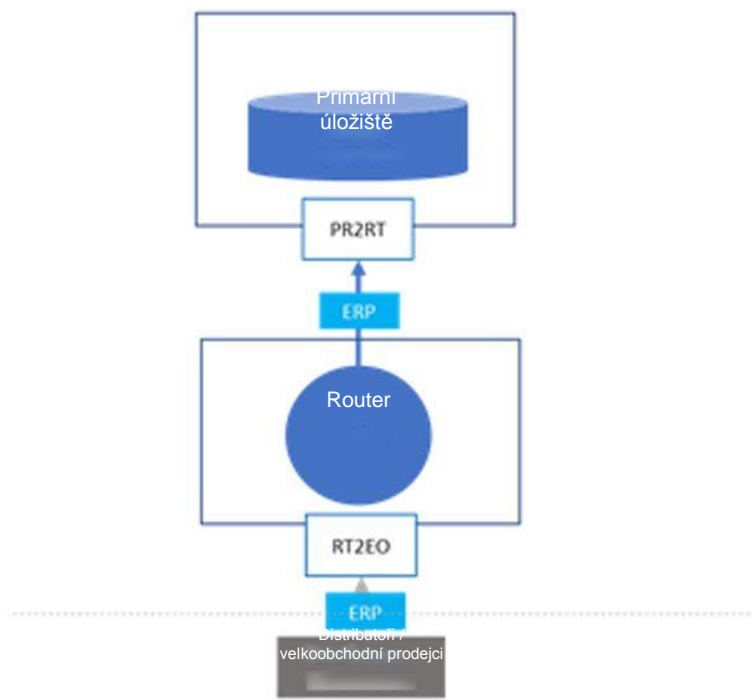 Primární
úložiště
PR2RT
ERP
Router
RT2EO
ERP
Distributoři /
velkoobchodní prodejci